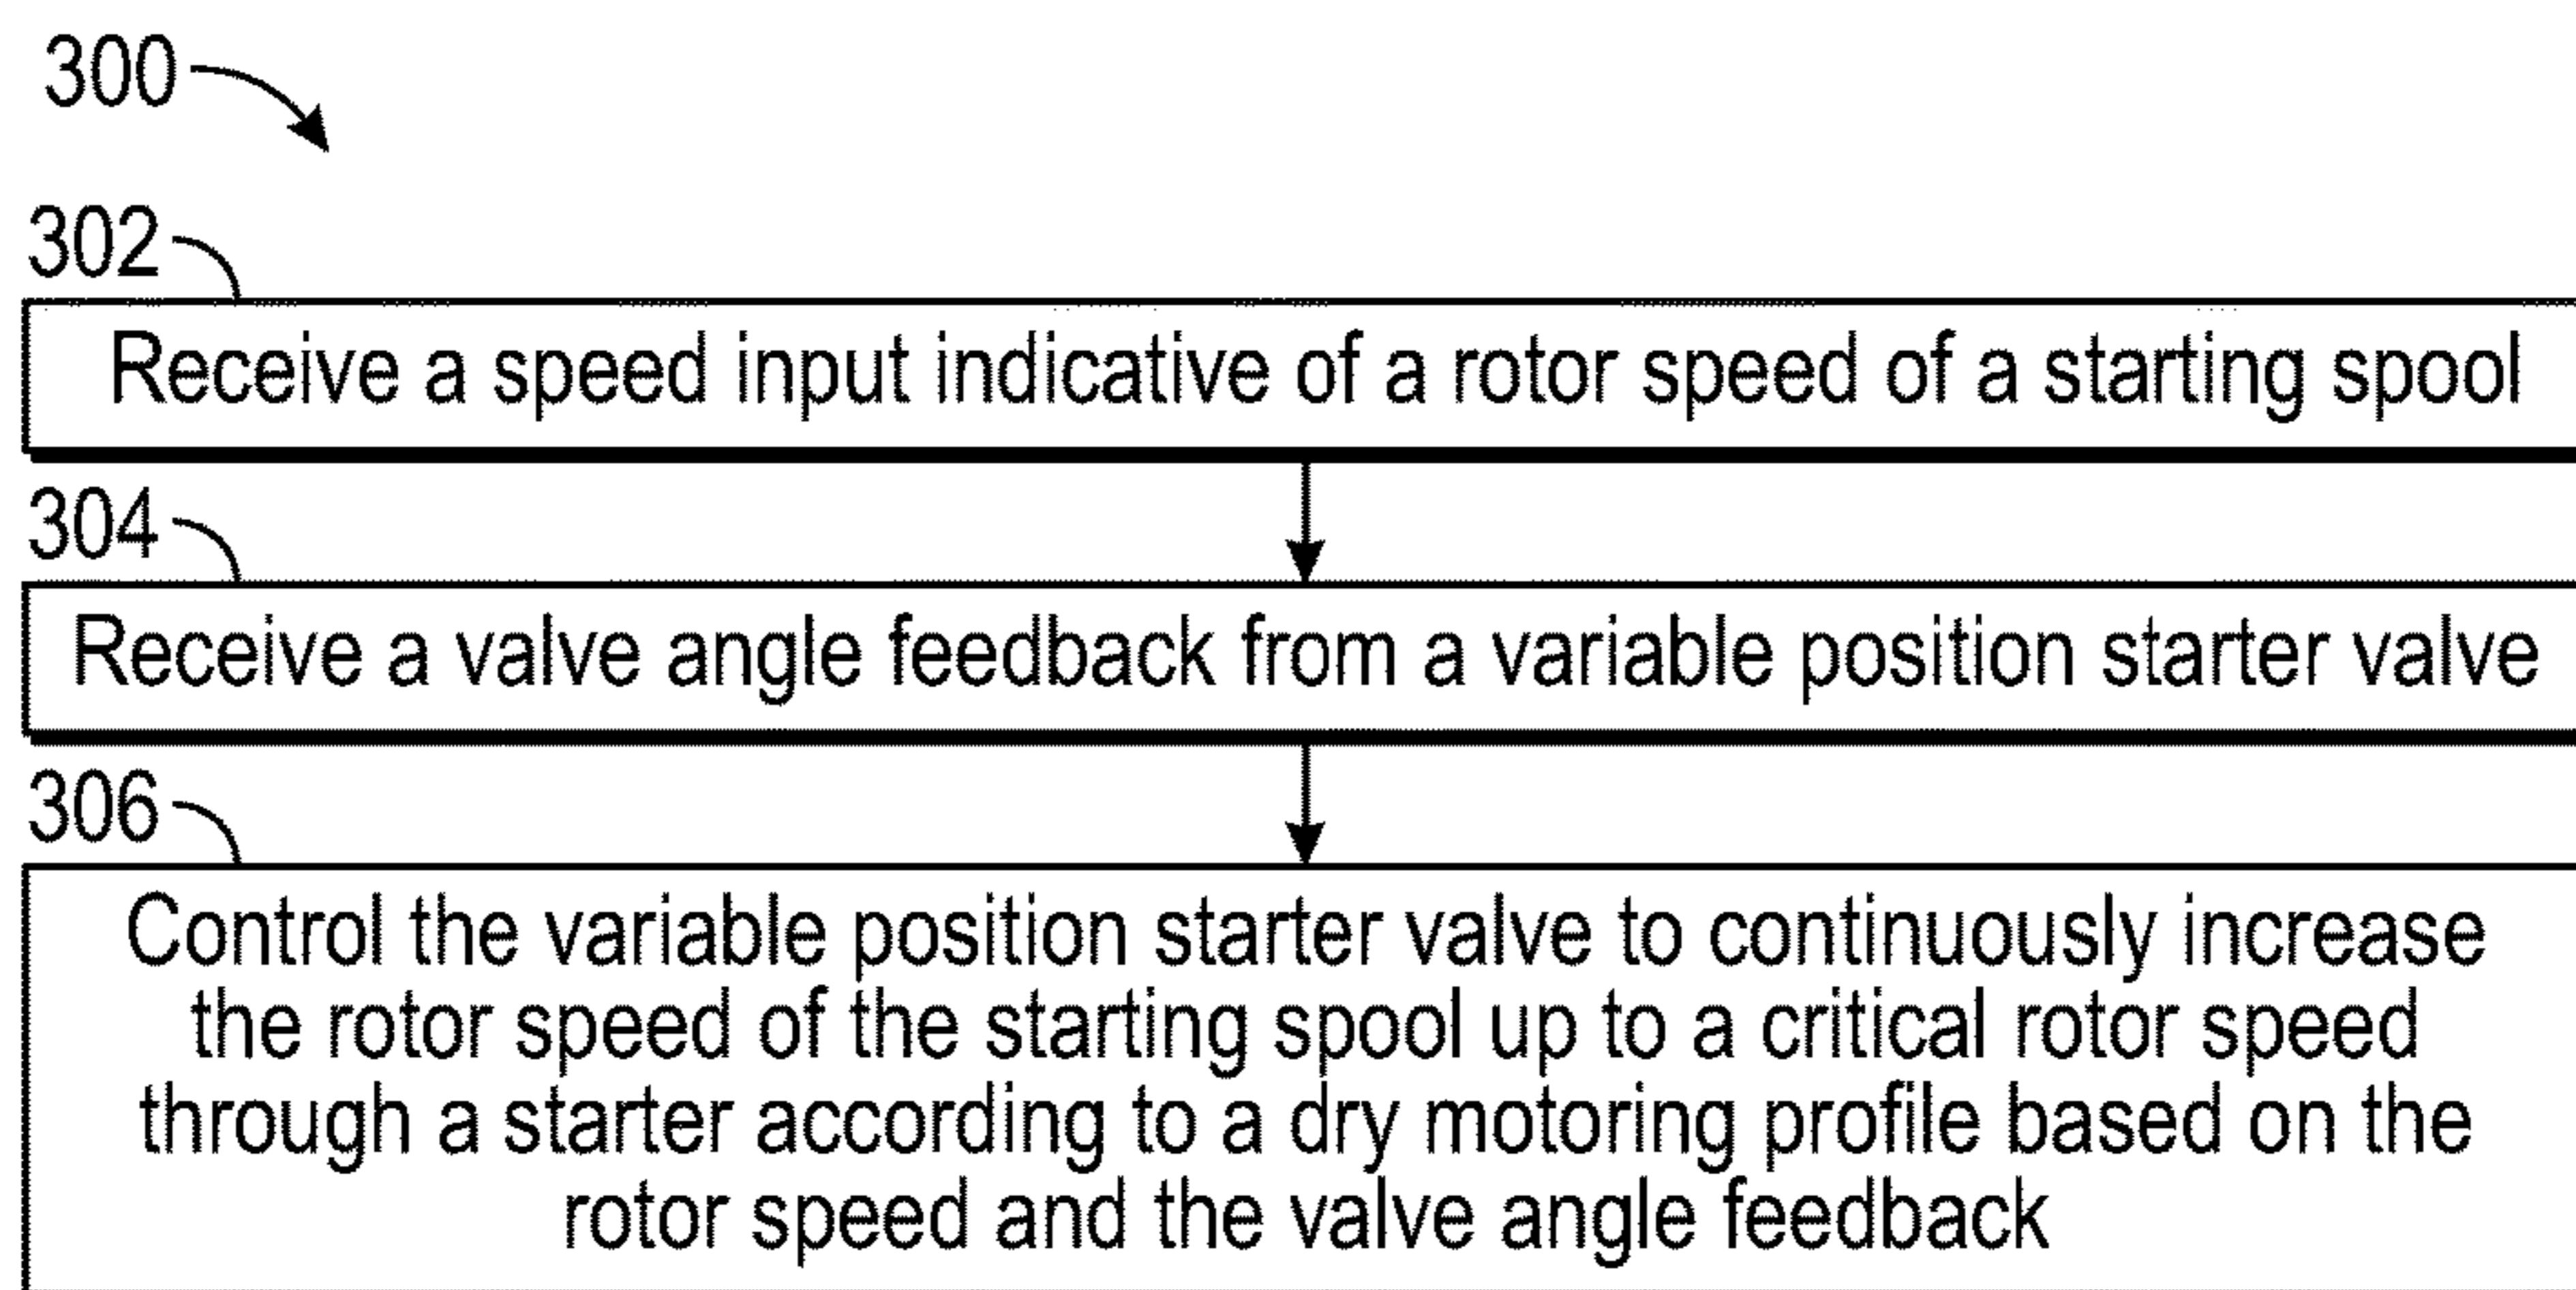 300
302
Receive a speed input indicative of a rotor speed of a starting spool
304
Receive a valve angle feedback from a variable position starter valve
306
Control the variable position starter valve to continuously increase
the rotor speed of the starting spool up to a critical rotor speed
through a starter according to a dry motoring profile based on the
rotor speed and the valve angle feedback